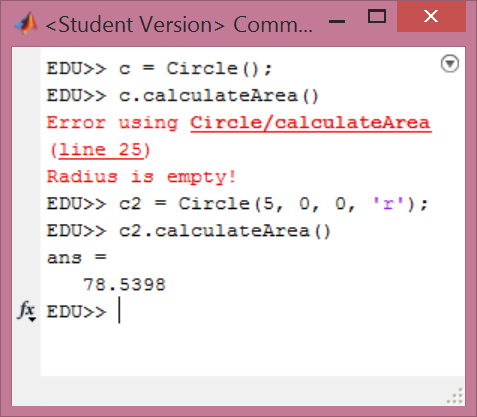 <Student Version> Comm...
EDU>> c = Circle();
EDU>> c.calculateArea()
Error using Circle/calculateArea
(line 25)
Radius is empty!
EDU>> c2 = Circle(5, 0, 0, 'r');
EDU>> c2.calculateArea()
ans =
   78.5398
fx EDU>>